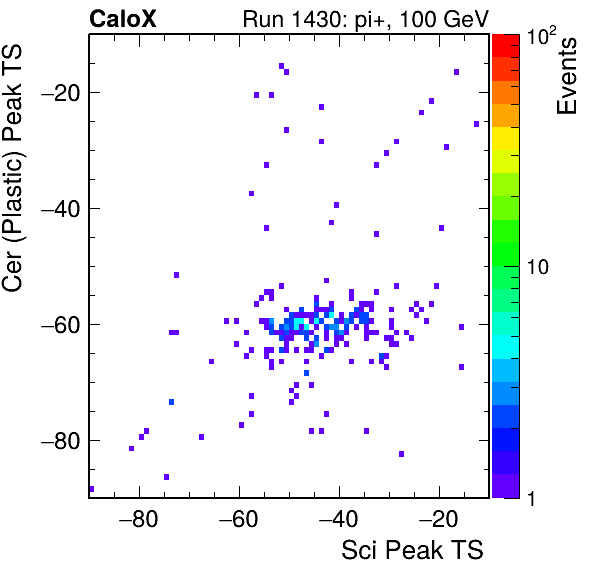 CaloX Run 1430: pi+, 100 GeV
Cer (Plastic) Peak TS
−20
−40
−60
−80
−80 −60 −40 −20
Sci Peak TS
Events
10²
10
1